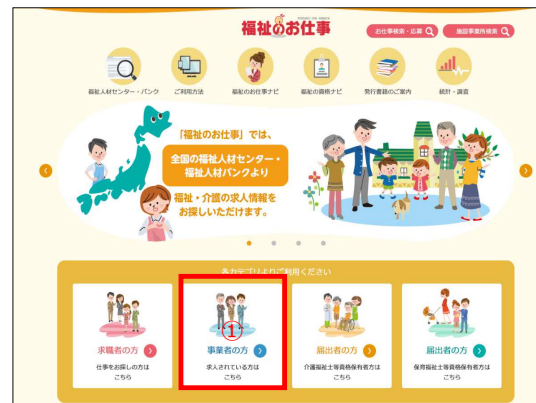 福祉のお仕事
お仕事検索・応募
施設事業所検索
福祉人材センター・バンク
ご利用方法
福祉のお仕事ナビ
福祉の資格ナビ
発行書籍のご案内
統計・調査
「福祉のお仕事」では、
全国の福祉人材センター・
福祉人材バンクより
福祉・介護の求人情報を
お探しいただけます。
各カテゴリよりご利用ください
①
求職者の方
仕事をお探しの方は
こちら
事業者の方
求人されている方は
こちら
届出者の方
介護福祉士等資格保有者方は
こちら
届出者の方
保育福祉士等資格保有者方は
こちら